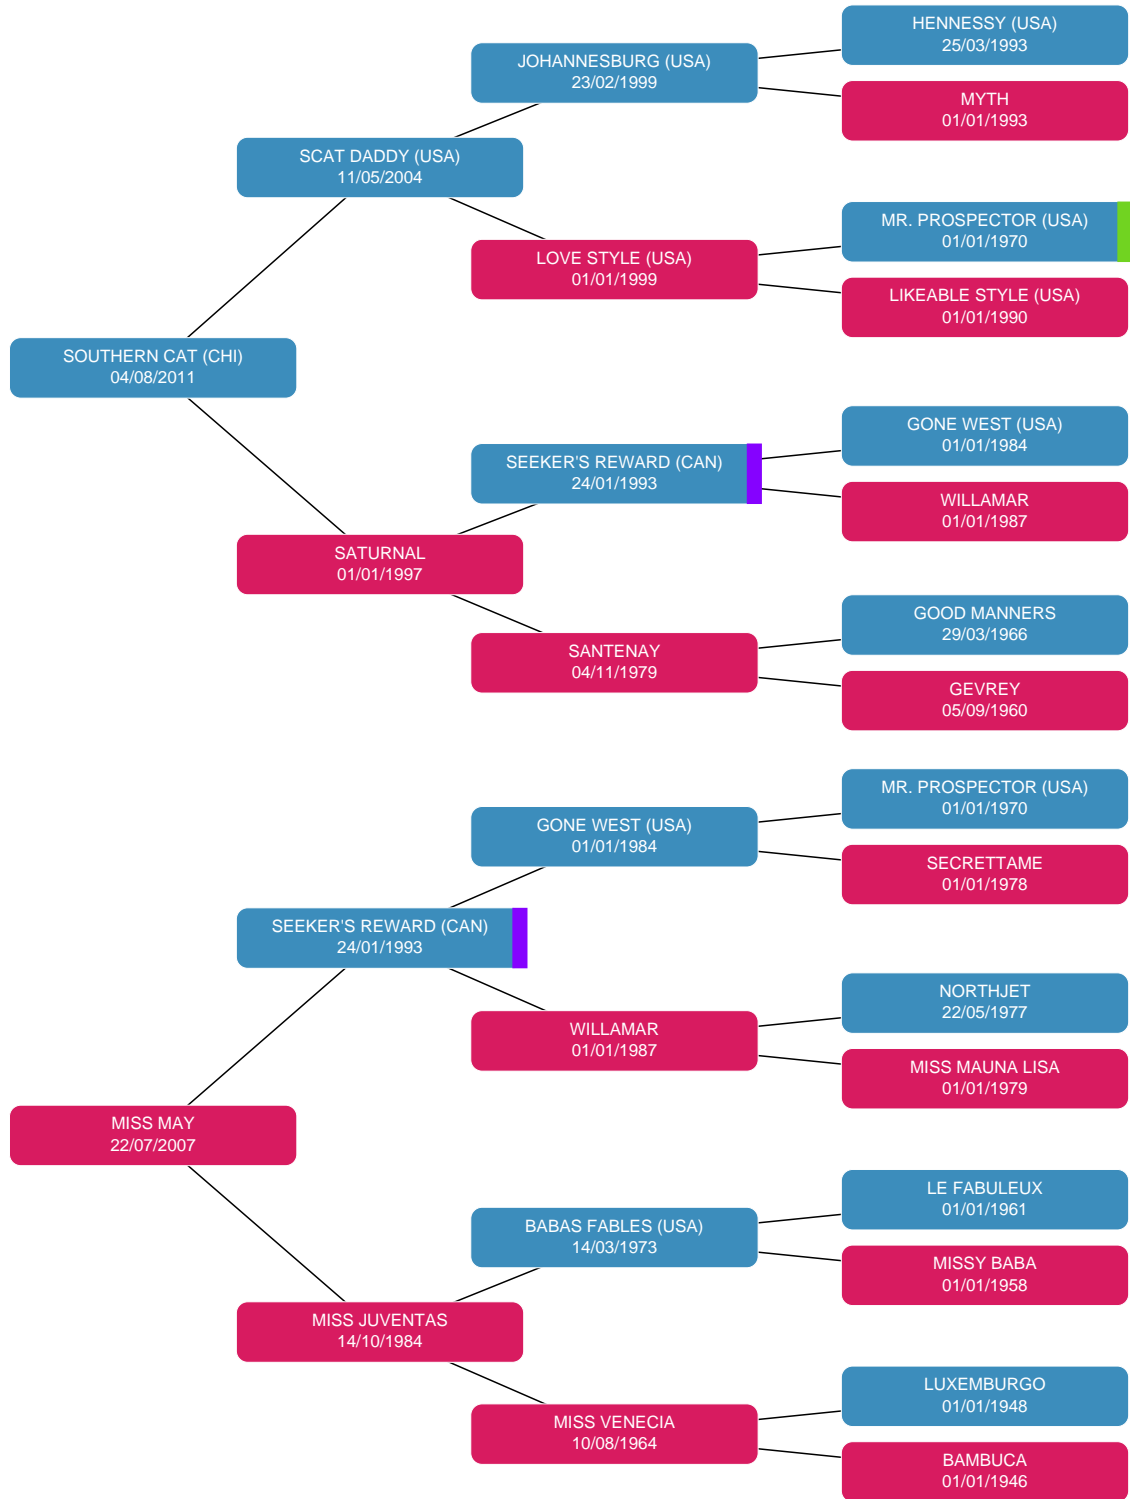 HENNESSY (USA)
25/03/1993
JOHANNESBURG (USA)
23/02/1999
MYTH
01/01/1993
SCAT DADDY (USA)
11/05/2004
MR. PROSPECTOR (USA)
01/01/1970
LOVE STYLE (USA)
01/01/1999
LIKEABLE STYLE (USA)
01/01/1990
SOUTHERN CAT (CHI)
04/08/2011
GONE WEST (USA)
01/01/1984
SEEKER'S REWARD (CAN)
24/01/1993
WILLAMAR
01/01/1987
SATURNAL
01/01/1997
GOOD MANNERS
29/03/1966
SANTENAY
04/11/1979
GEVREY
05/09/1960
MR. PROSPECTOR (USA)
01/01/1970
GONE WEST (USA)
01/01/1984
SECRETTAME
01/01/1978
SEEKER'S REWARD (CAN)
24/01/1993
NORTHJET
22/05/1977
WILLAMAR
01/01/1987
MISS MAUNA LISA
01/01/1979
MISS MAY
22/07/2007
LE FABULEUX
01/01/1961
BABAS FABLES (USA)
14/03/1973
MISSY BABA
01/01/1958
MISS JUVENTAS
14/10/1984
LUXEMBURGO
01/01/1948
MISS VENECIA
10/08/1964
BAMBUCA
01/01/1946